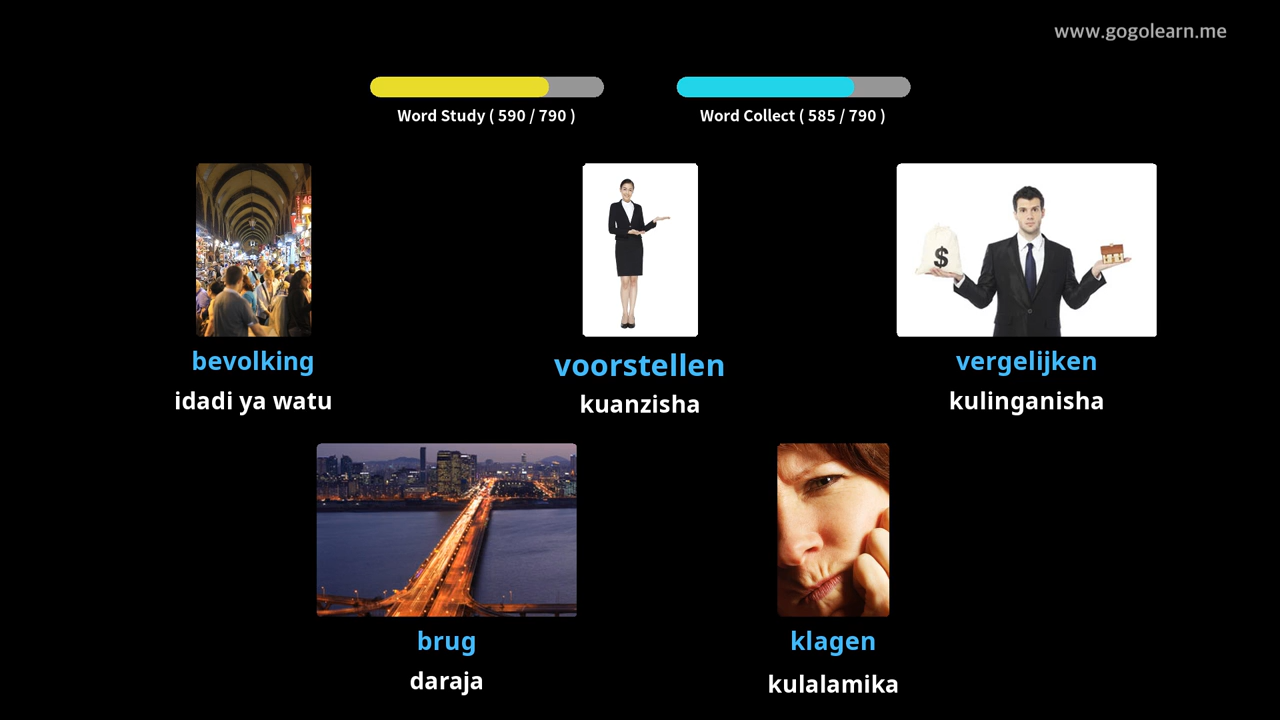 www.gogolearn.me
Word Study ( 590 / 790 )
Word Collect ( 585 / 790 )
$
bevolking
idadi ya watu
voorstellen
kuanzisha
vergelijken
kulinganisha
brug
daraja
klagen
kulalamika